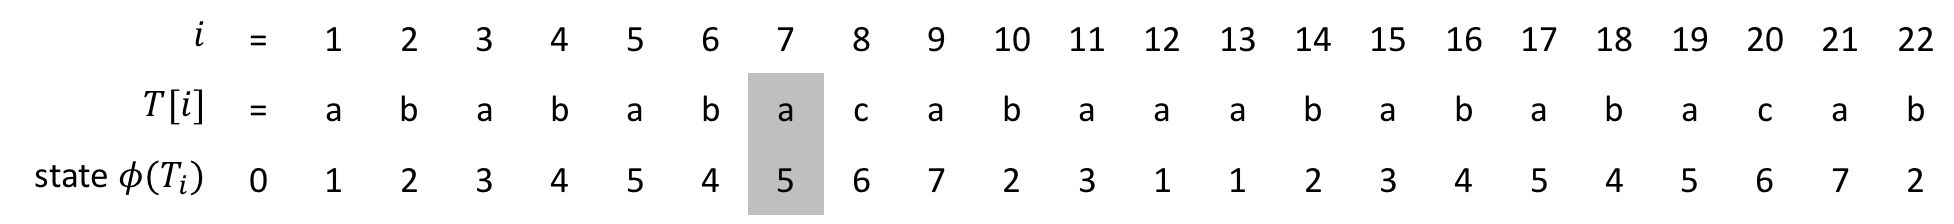 i = 1 2 3 4 5 6 7 8 9 10 11 12 13 14 15 16 17 18 19 20 21 22
T[i] = a b a b a b a c a b a a a b a b a b a c a b
state ϕ(Tᵢ) 0 1 2 3 4 5 4 5 6 7 2 3 1 1 2 3 4 5 4 5 6 7 2